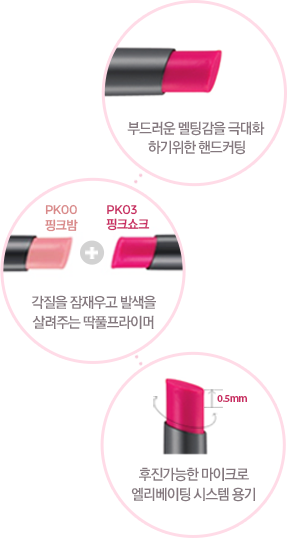 부드러운 멜팅감을 극대화
하기위한 핸드커팅
PK00
핑크밤
PK03
핑크쇼크
각질을 잠재우고 발색을
살려주는 딱풀프라이머
0.5mm
후진가능한 마이크로
엘리베이팅 시스템 용기